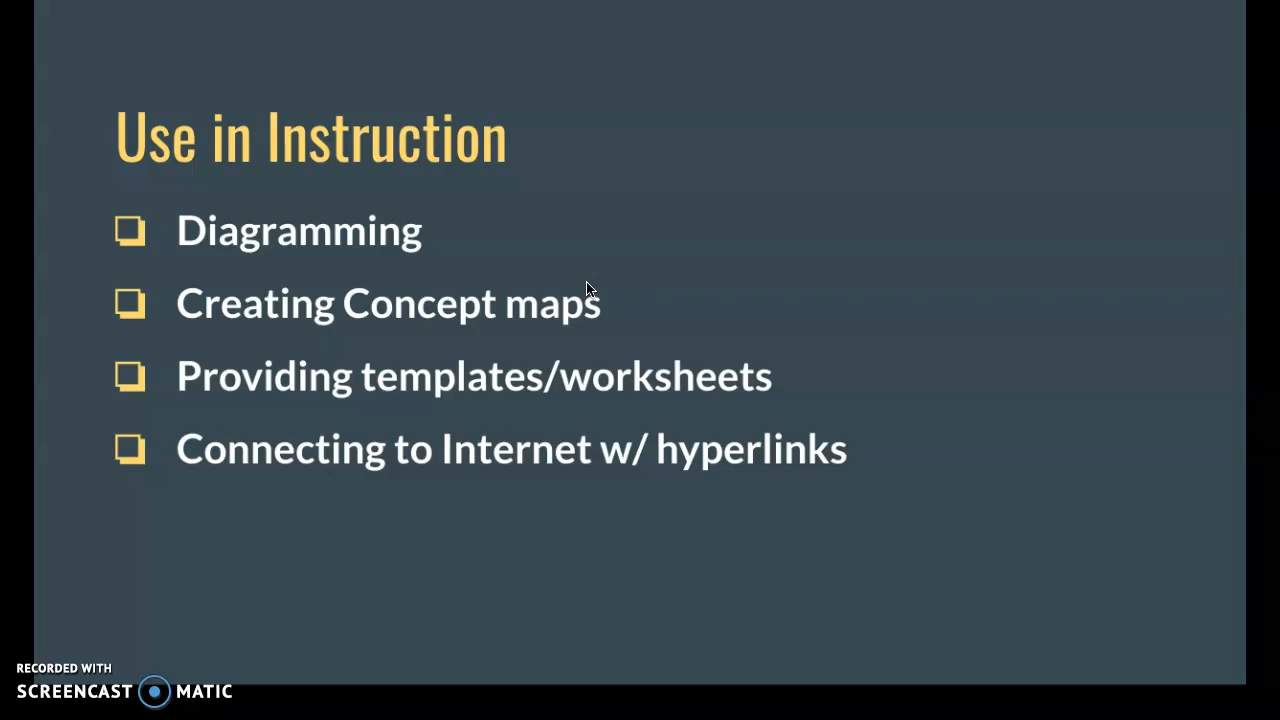 Use in Instruction
Diagramming
Creating Concept maps
Providing templates/worksheets
Connecting to Internet w/ hyperlinks
RECORDED WITH
SCREENCAST MATIC